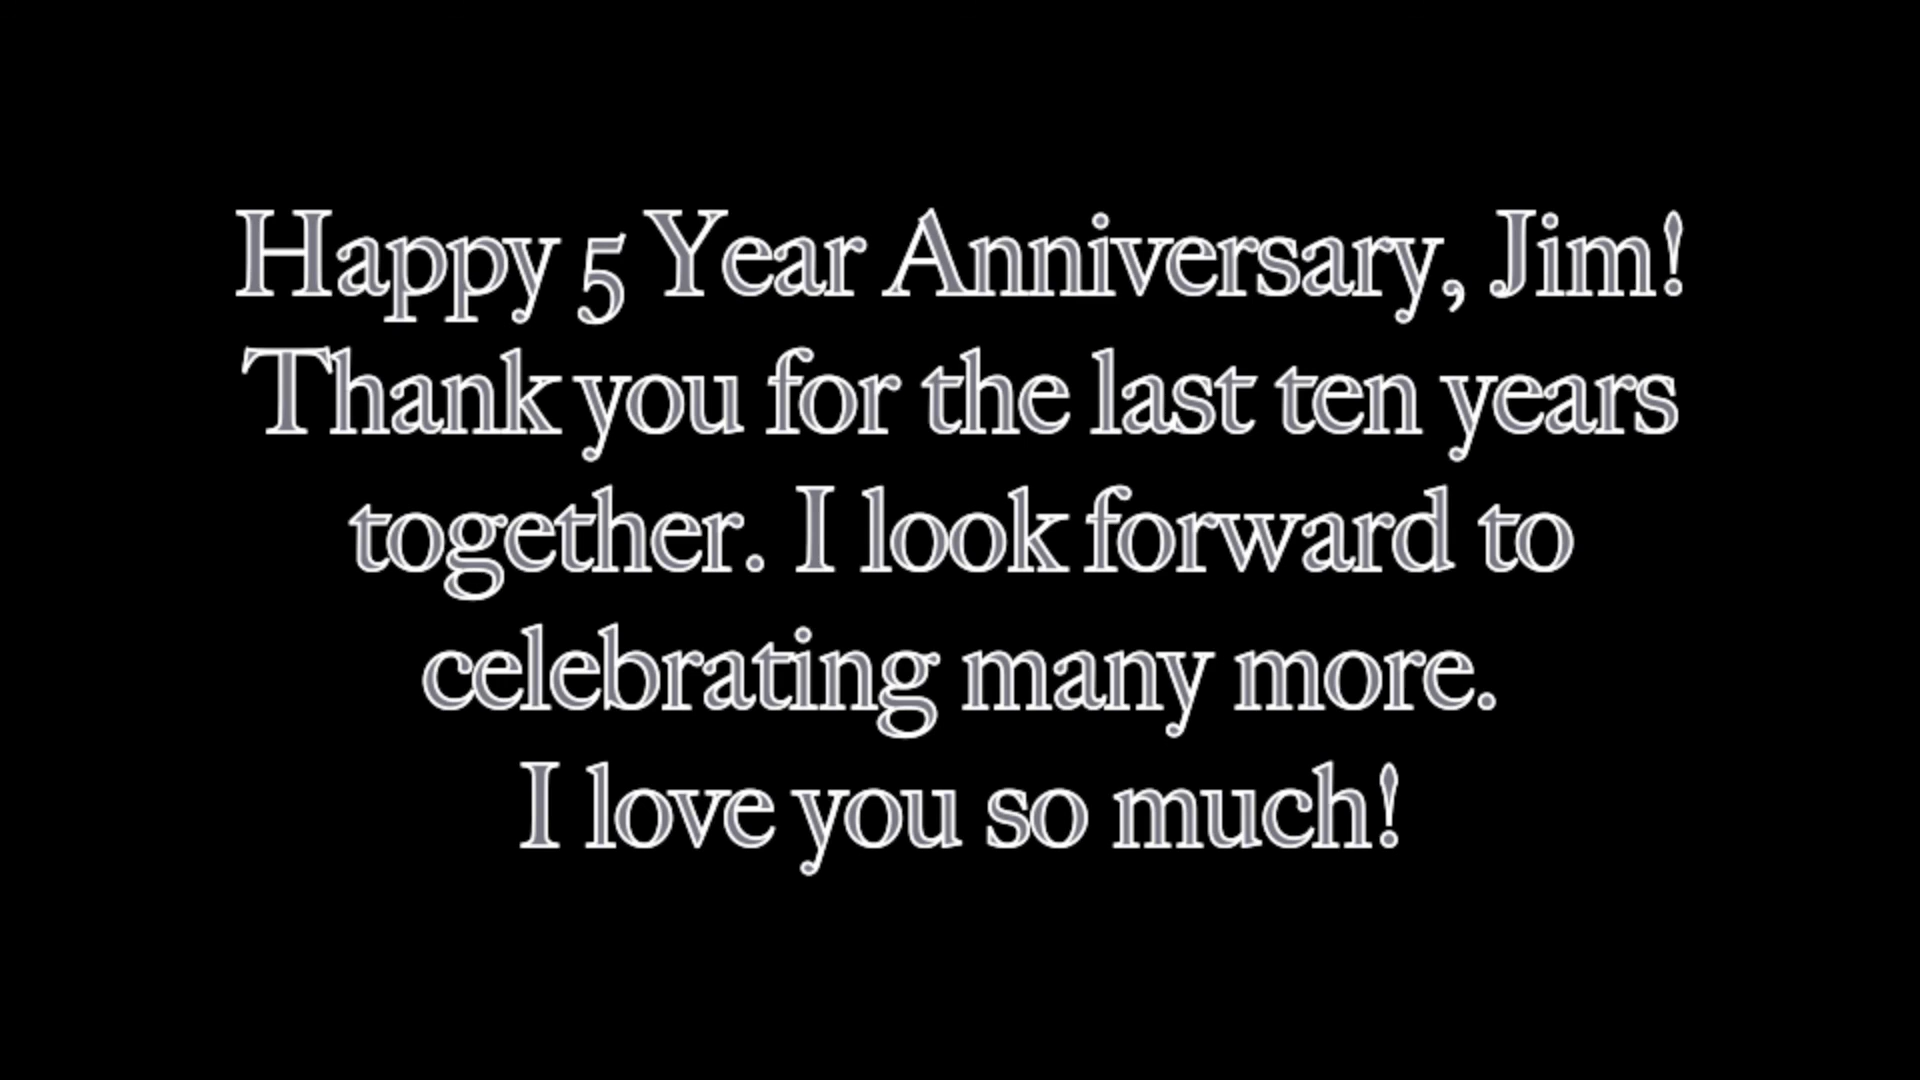 Happy 5 Year Anniversary, Jim!
Thank you for the last ten years
together. I look forward to
celebrating many more.
I love you so much!